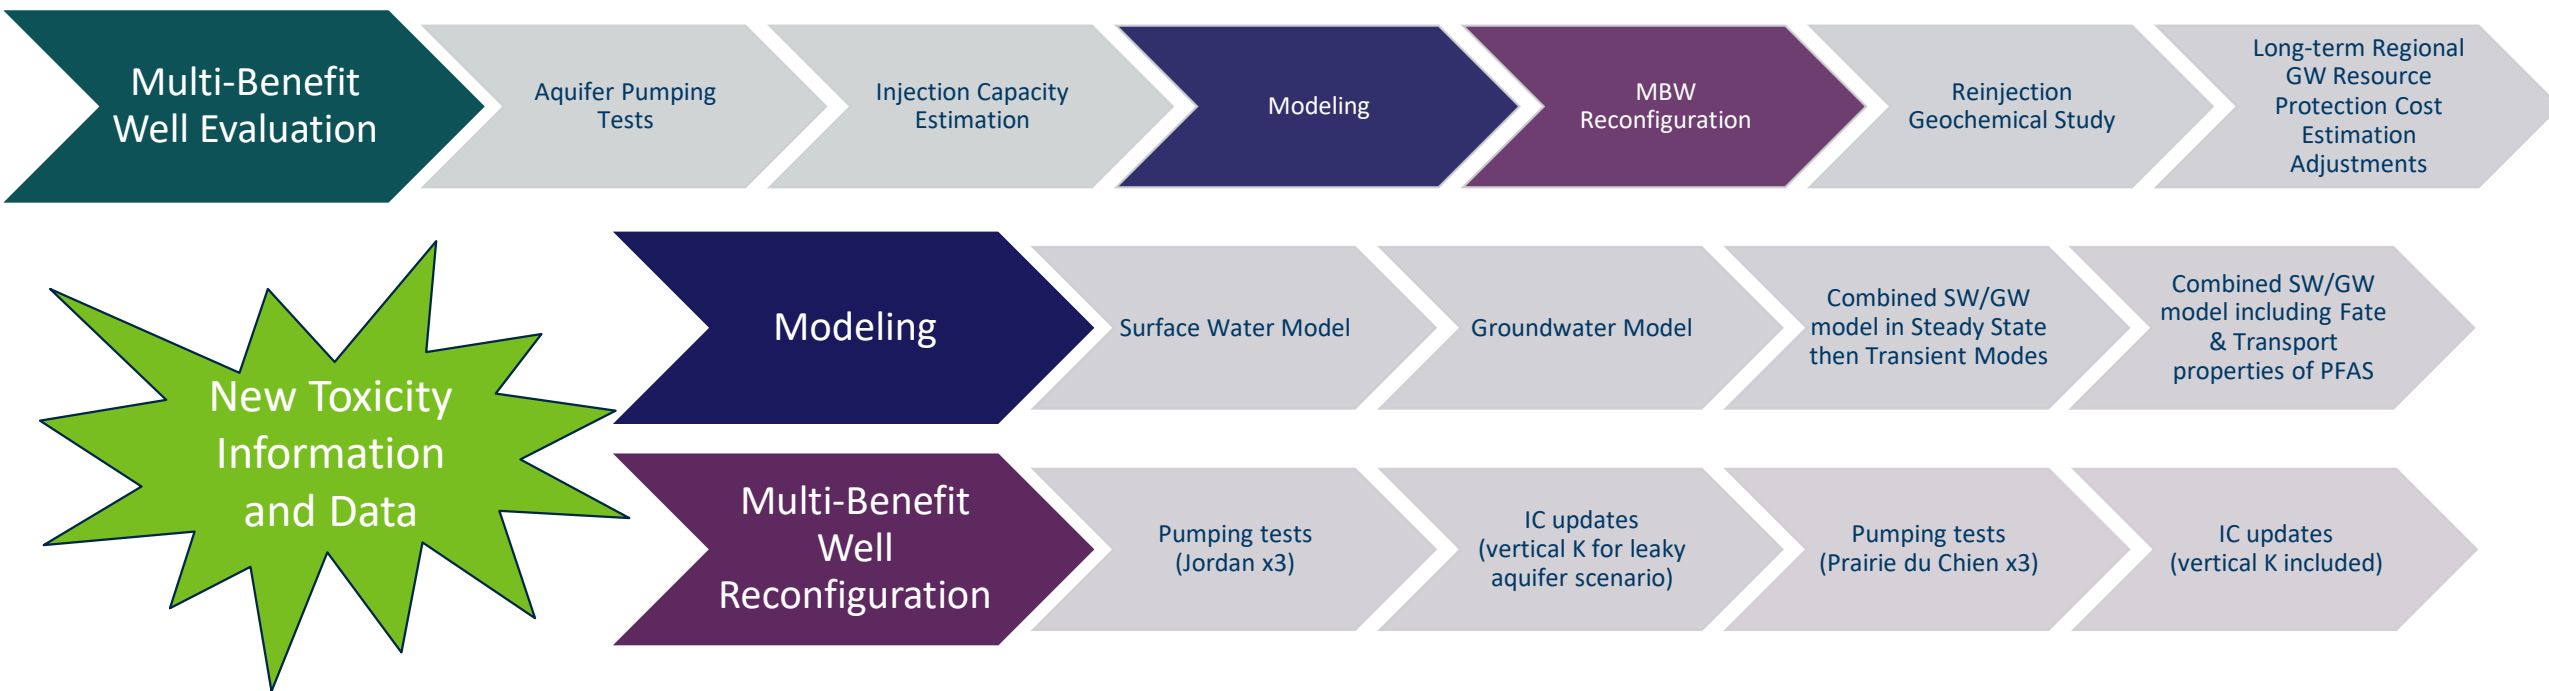 Multi-Benefit
Well Evaluation
Aquifer Pumping
Tests
Injection Capacity
Estimation
Modeling
MBW
Reconfiguration
Reinjection
Geochemical Study
Long-term Regional
GW Resource
Protection Cost
Estimation
Adjustments
New Toxicity
Information
and Data
Modeling
Surface Water Model
Groundwater Model
Combined SW/GW
model in Steady State
then Transient Modes
Combined SW/GW
model including Fate
& Transport
properties of PFAS
Multi-Benefit
Well
Reconfiguration
Pumping tests
(Jordan x3)
IC updates
(vertical K for leaky
aquifer scenario)
Pumping tests
(Prairie du Chien x3)
IC updates
(vertical K included)